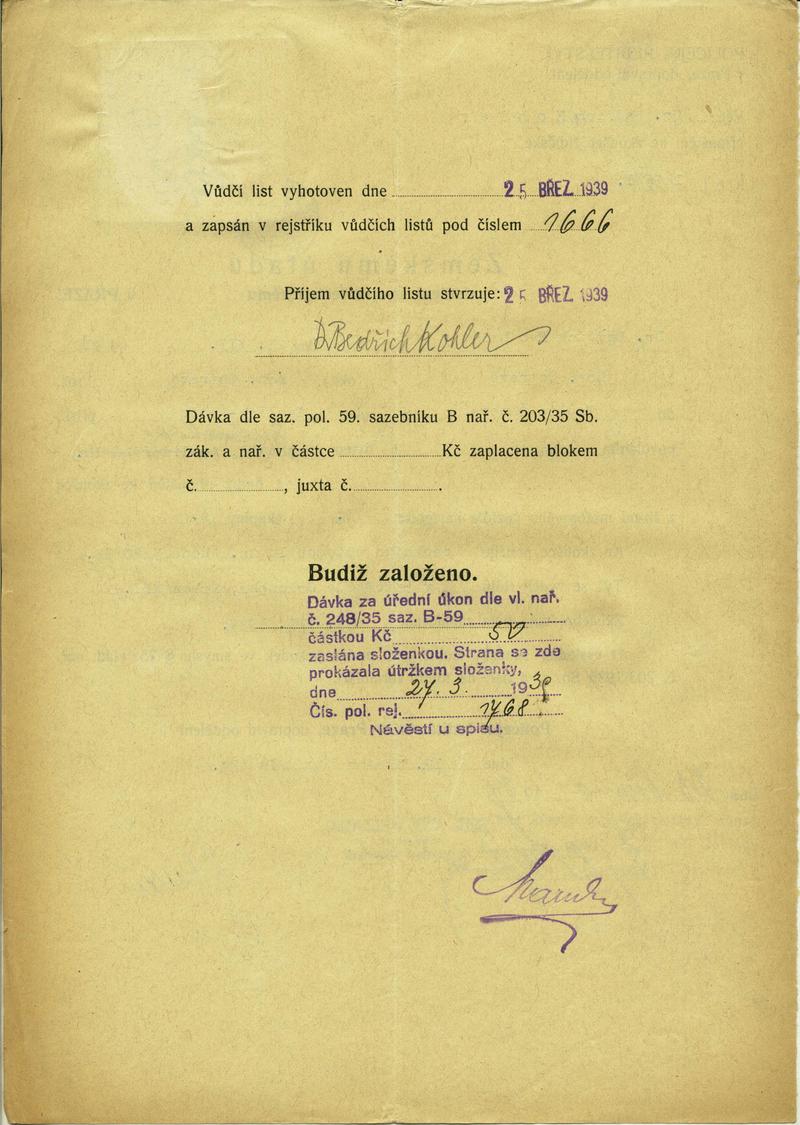 Vůdčí list vyhotoven dne 25 BŘEZ. 1939
a zapsán v rejstříku vůdčích listů pod číslem 1666
Příjem vůdčího listu stvrzuje: 25 BŘEZ. 1939
D. Bedřich Kohler
Dávka dle saz. pol. 59. sazebníku B nař. č. 203/35 Sb.
zák. a nař. v částce Kč zaplacena blokem
č. , juxta č. .
Budiž založeno.
Dávka za úřední úkon dle vl. nař.
č. 248/35 saz. B-59
částkou Kč 50
zaslána složenkou. Strana se zde
prokázala útržkem složenky,
dne 27. 3. 1939
Čís. pol. rej. 1768
Návěstí u spisu.